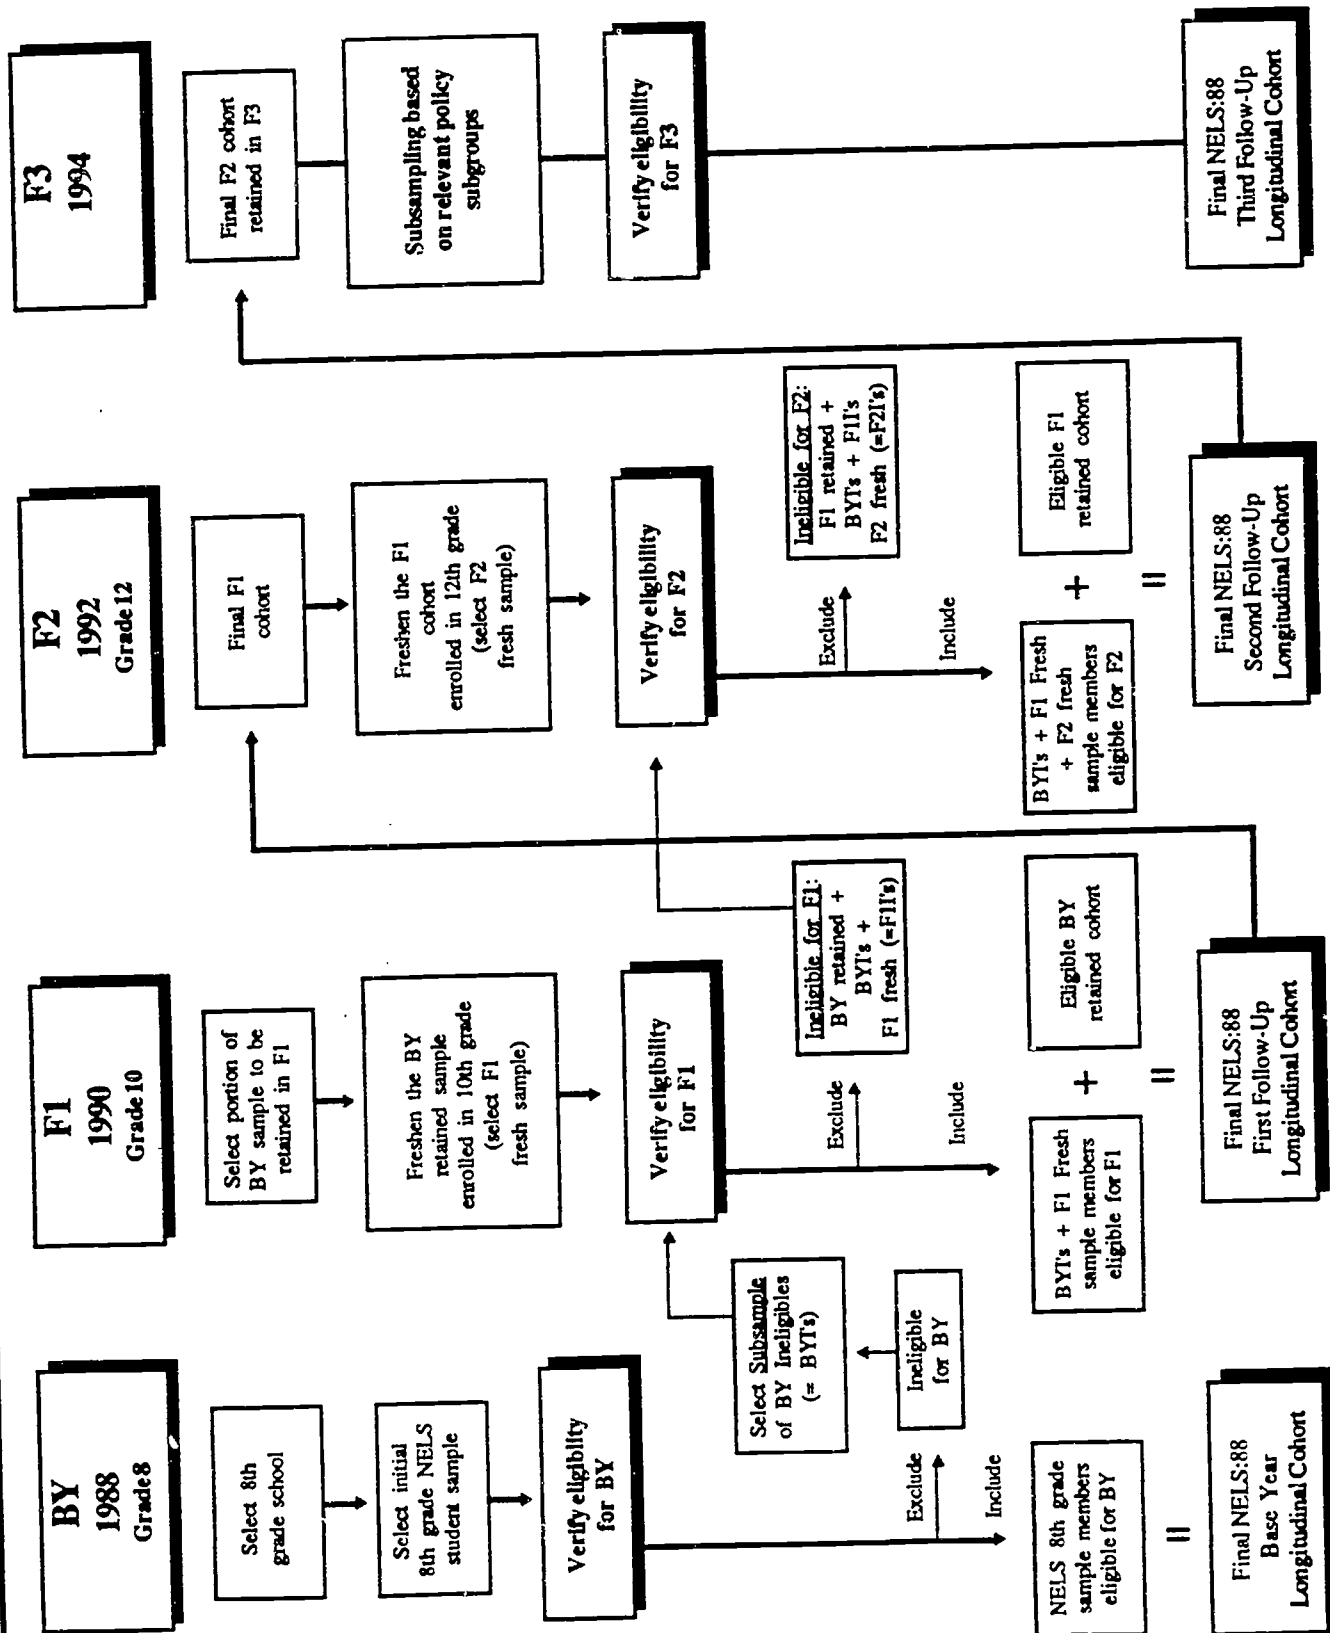 BY
1988
Grade 8
Select 8th
grade school
Select initial
8th grade NELS
student sample
Verify eligiblity
for BY
Exclude
Include
Ineligible
for BY
Select Subsample
of BY Ineligibles
(= BYI's)
NELS 8th grade
sample members
eligible for BY
=
Final NELS:88
Base Year
Longitudinal Cohort
F1
1990
Grade 10
Select portion of
BY sample to be
retained in F1
Freshen the BY
retained sample
enrolled in 10th grade
(select F1
fresh sample)
Verify eligibility
for F1
Exclude
Include
Ineligible for F1:
BY retained +
BYI's +
F1 fresh (=F1I's)
BYI's + F1 Fresh
sample members
eligible for F1
+
Eligible BY
retained cohort
=
Final NELS:88
First Follow-Up
Longitudinal Cohort
F2
1992
Grade 12
Final F1
cohort
Freshen the F1
cohort
enrolled in 12th grade
(select F2
fresh sample)
Verify eligibility
for F2
Exclude
Include
Ineligible for F2:
F1 retained +
BYI's + F1I's
F2 fresh (=F2I's)
BYI's + F1 Fresh
+ F2 fresh
sample members
eligible for F2
+
Eligible F1
retained cohort
=
Final NELS:88
Second Follow-Up
Longitudinal Cohort
F3
1994
Final F2 cohort
retained in F3
Subsampling based
on relevant policy
subgroups
Verify eligibility
for F3
Final NELS:88
Third Follow-Up
Longitudinal Cohort